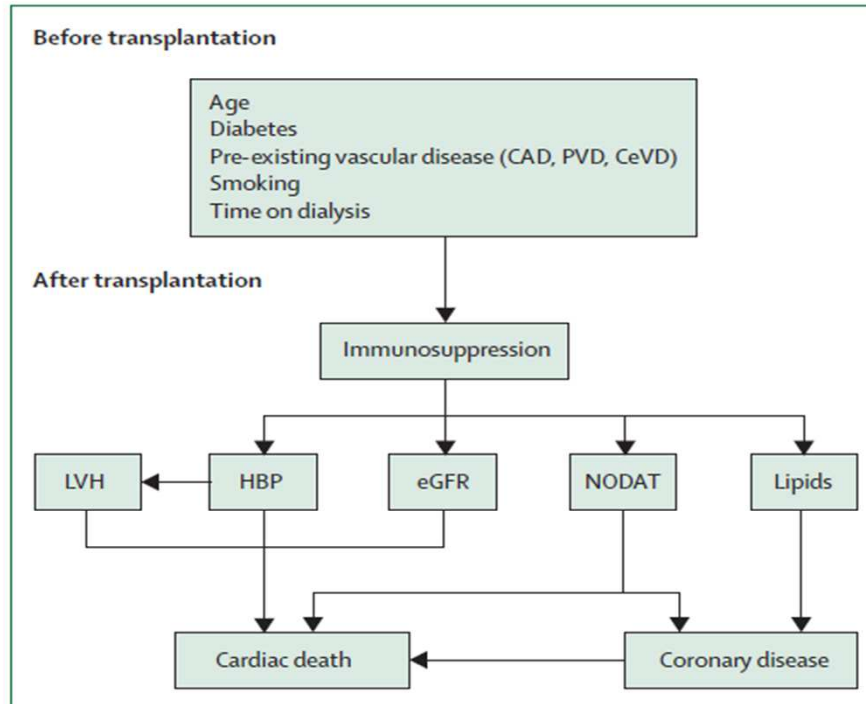 Before transplantation
Age
Diabetes
Pre-existing vascular disease (CAD, PVD, CeVD)
Smoking
Time on dialysis
After transplantation
Immunosuppression
LVH
HBP
eGFR
NODAT
Lipids
Cardiac death
Coronary disease